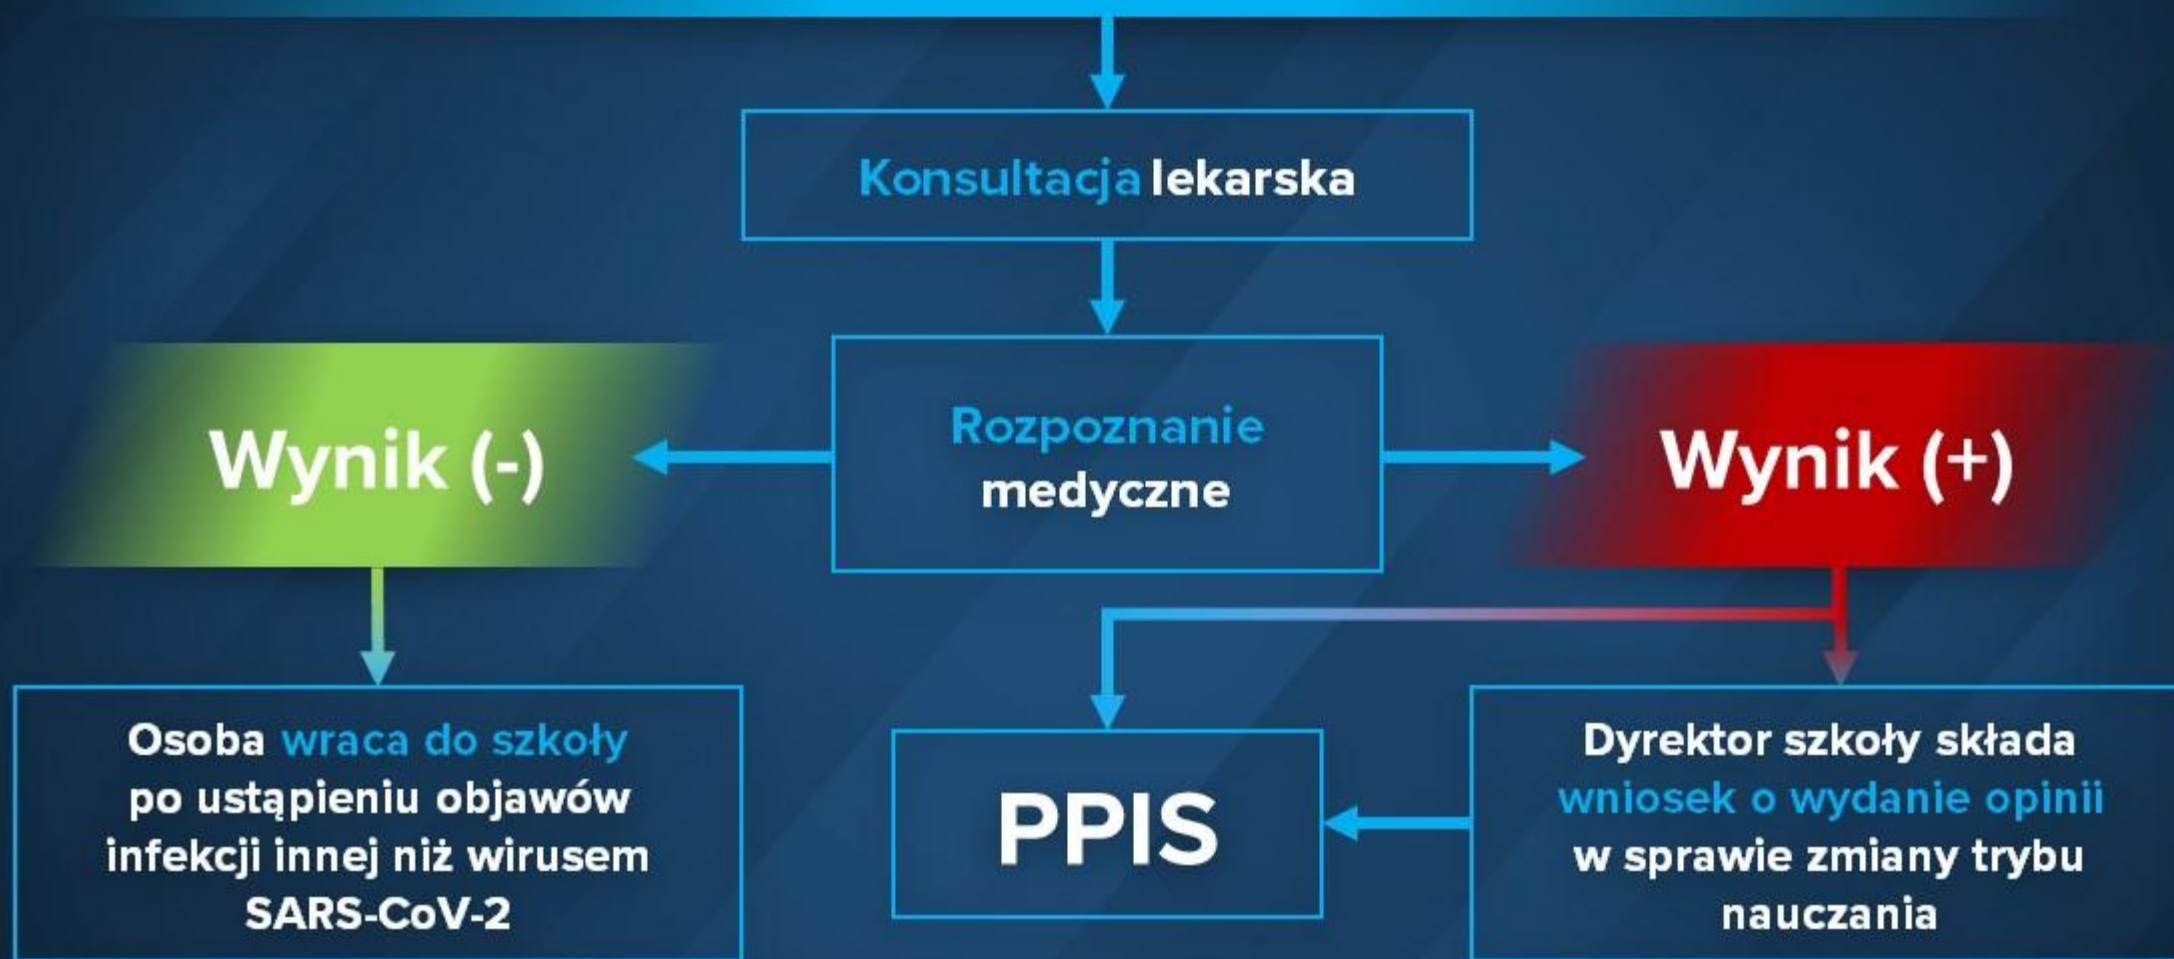 Konsultacja lekarska
Rozpoznanie
medyczne
Wynik (-)
Wynik (+)
Osoba wraca do szkoły
po ustąpieniu objawów
infekcji innej niż wirusem
SARS-CoV-2
PPIS
Dyrektor szkoły składa
wniosek o wydanie opinii
w sprawie zmiany trybu
nauczania